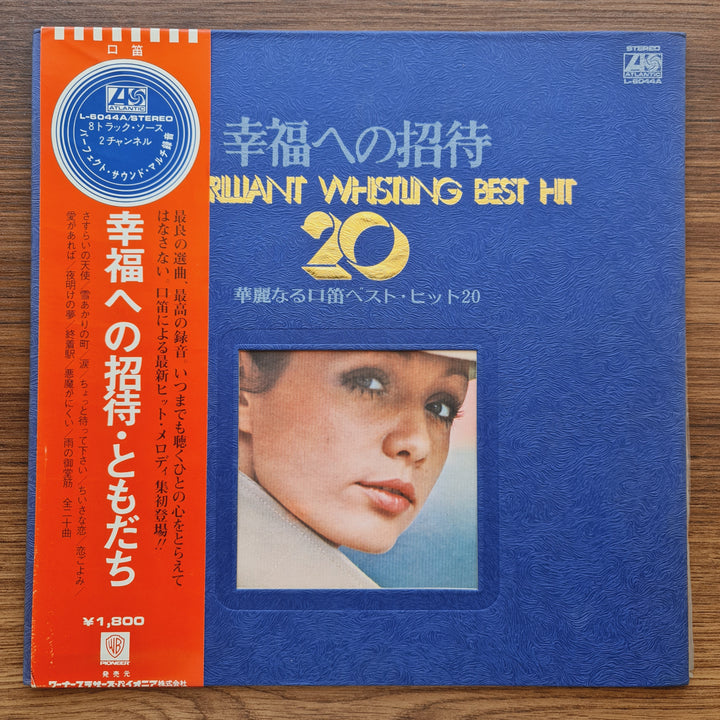 口笛
ATLANTIC
L-6044A/STEREO
8トラック・ソース
2チャンネル
パーフェクト・サウンド・マルチ録音
幸福への招待・ともだち
最良の選曲、最高の録音。いつまでも聴くひとの心をとらえて
はなさない、口笛による最新ヒット・メロディ集初登場!!
さすらいの天使/雪あかりの町/涙/ちょっと待って下さい/ちいさな恋/恋ごよみ/
愛があれば/夜明けの夢/終着駅/悪魔がにくい/雨の御堂筋 全二十曲
¥1,800
WB
PIONEER
発売元
ワーナーブラザーズ・パイオニア株式会社
STEREO
ATLANTIC
L-6044A
幸福への招待
RILLIANT WHISTLING BEST HIT
20
華麗なる口笛ベスト・ヒット20